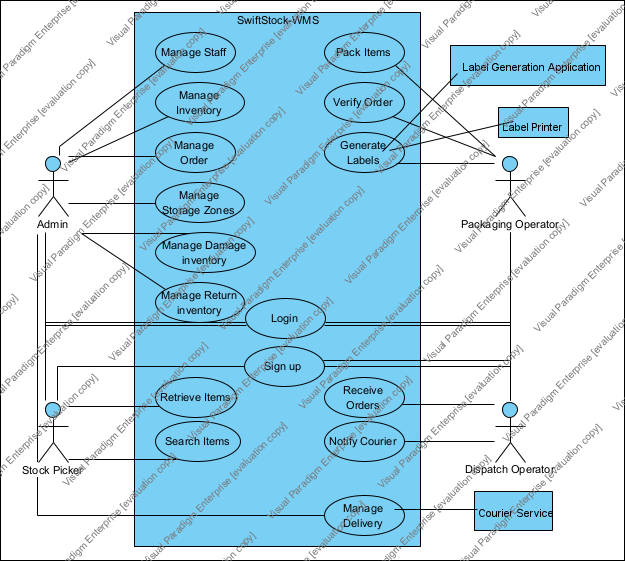 SwiftStock-WMS
Manage Staff
Pack Items
Label Generation Application
Manage
Inventory
Verify Order
Label Printer
Manage
Order
Generate
Labels
Admin
Manage
Storage Zones
Packaging Operator
Manage Damage
inventory
Manage Return
inventory
Login
Sign up
Retrieve Items
Receive
Orders
Stock Picker
Search Items
Notify Courier
Dispatch Operator
Manage
Delivery
Courier Service
Visual Paradigm Enterprise [evaluation copy]